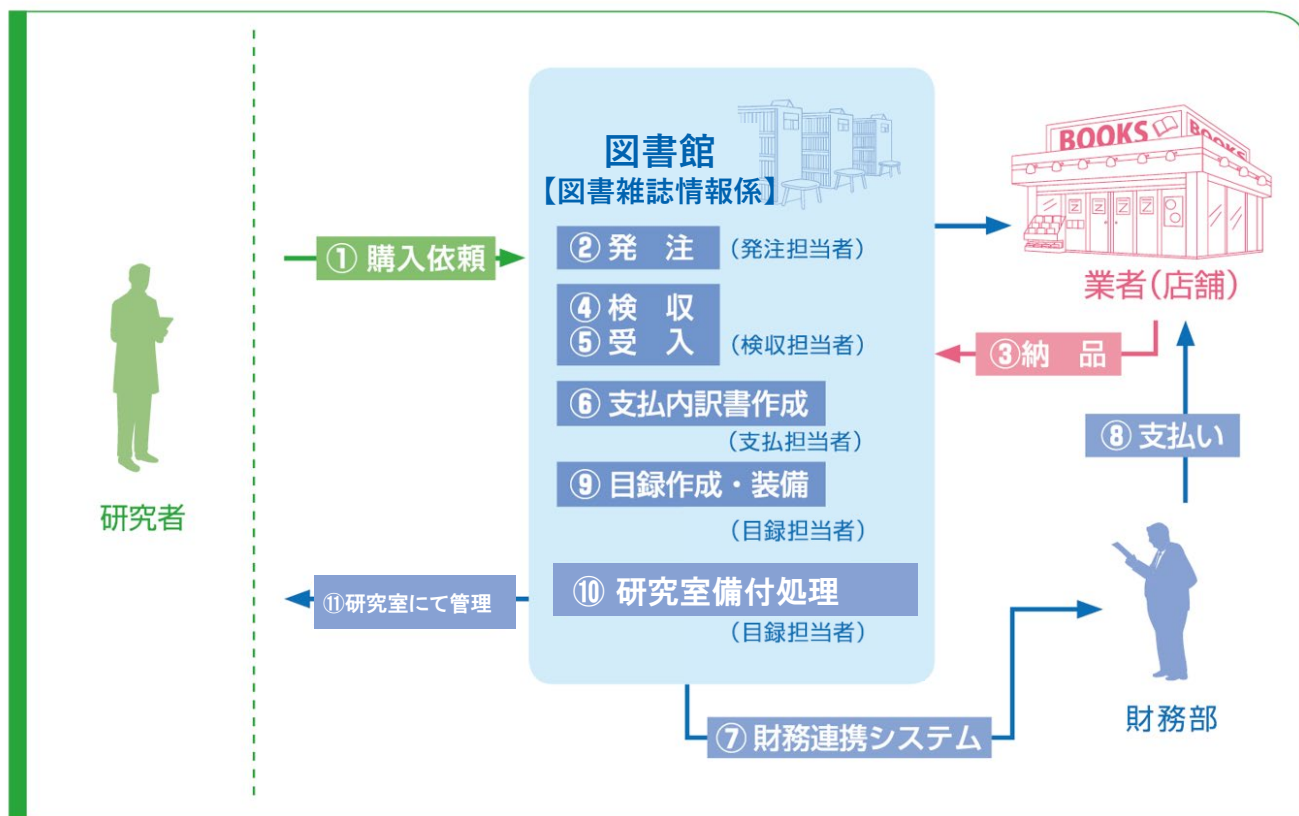 図書館
【図書雑誌情報係】
① 購入依頼
② 発 注 (発注担当者)
④ 検 収
⑤ 受 入 (検収担当者)
⑥ 支払内訳書作成
(支払担当者)
⑨ 目録作成・装備
(目録担当者)
⑩ 研究室備付処理
(目録担当者)
⑪研究室にて管理
研究者
BOOKS
BOOKS
業者(店舗)
③納 品
⑧ 支払い
財務部
⑦ 財務連携システム